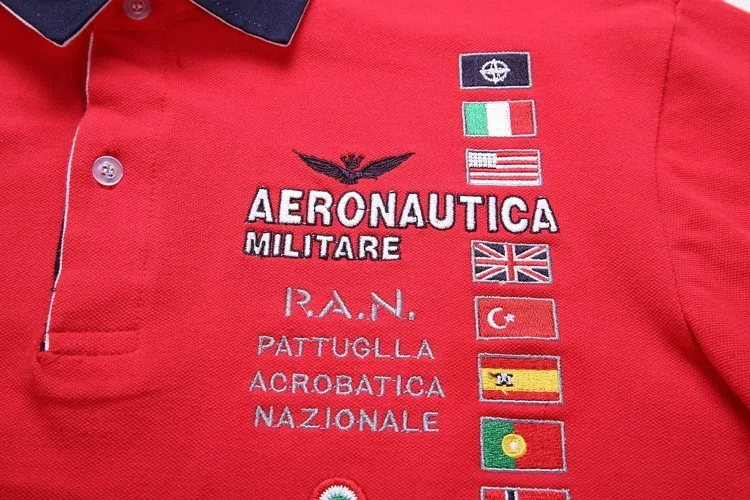 AERONAUTICA
MILITARE
R.A.N.
PATTUGLLA
ACROBATICA
NAZIONALE